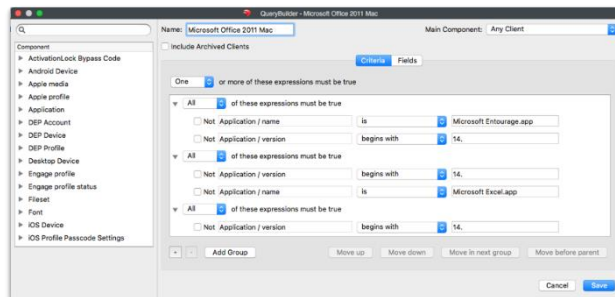 QueryBuilder - Microsoft Office 2011 Mac
Name: Microsoft Office 2011 Mac Main Component: Any Client
Include Archived Clients
Component
ActivationLock Bypass Code
Android Device
Apple media
Apple profile
Application
DEP Account
DEP Device
DEP Profile
Desktop Device
Engage profile
Engage profile status
Fileset
Font
iOS Device
iOS Profile Passcode Settings
Criteria Fields
One or more of these expressions must be true
All of these expressions must be true
Not Application / name is Microsoft Entourage.app
Not Application / version begins with 14.
All of these expressions must be true
Not Application / version begins with 14.
Not Application / name is Microsoft Excel.app
All of these expressions must be true
Not Application / version begins with 14.
+ - Add Group Move up Move down Move in next group Move before parent
Cancel Save